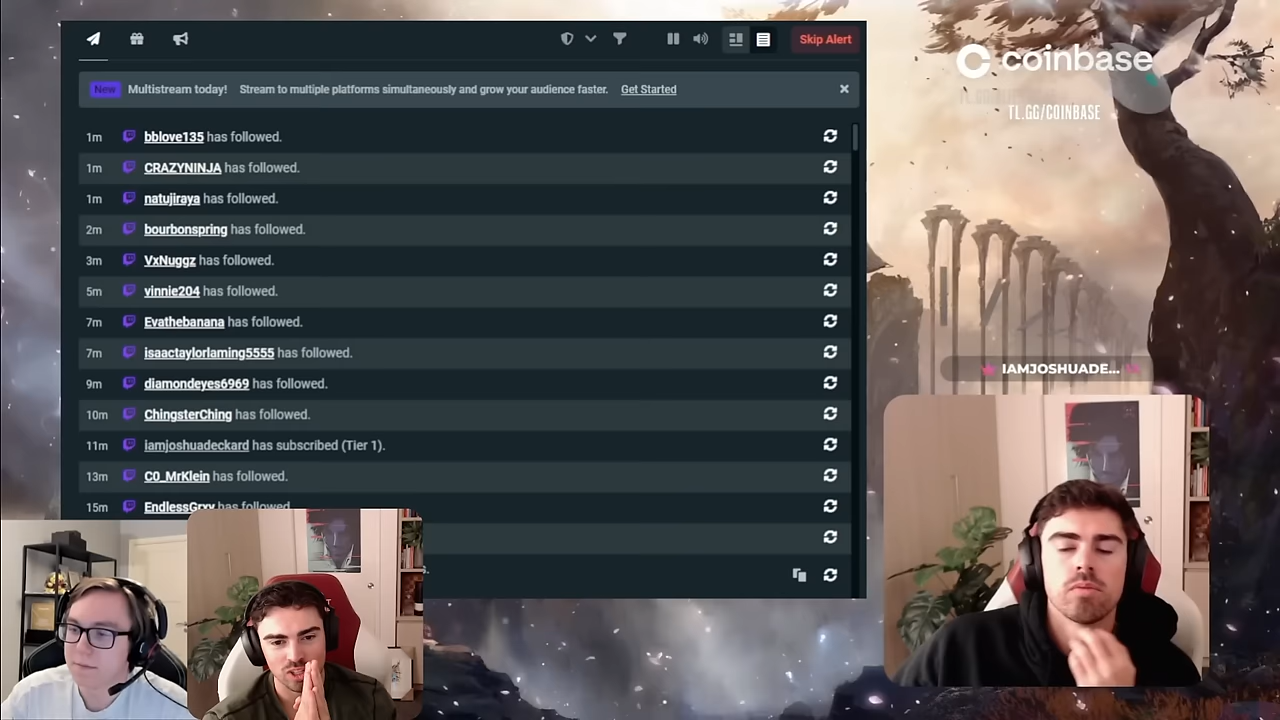 Skip Alert
New Multistream today! Stream to multiple platforms simultaneously and grow your audience faster. Get Started
coinbase
TL.GG/COINBASE
1m bblove135 has followed.
1m CRAZYNINJA has followed.
1m natujiraya has followed.
2m bourbonspring has followed.
3m VxNuggz has followed.
5m vinnie204 has followed.
7m Evathebanana has followed.
7m isaactaylorlaming5555 has followed.
9m diamondeyes6969 has followed.
10m ChingsterChing has followed.
11m iamjoshuadeckard has subscribed (Tier 1).
13m C0_MrKlein has followed.
15m EndlessGrxy has followed.
IAMJOSHUADE...